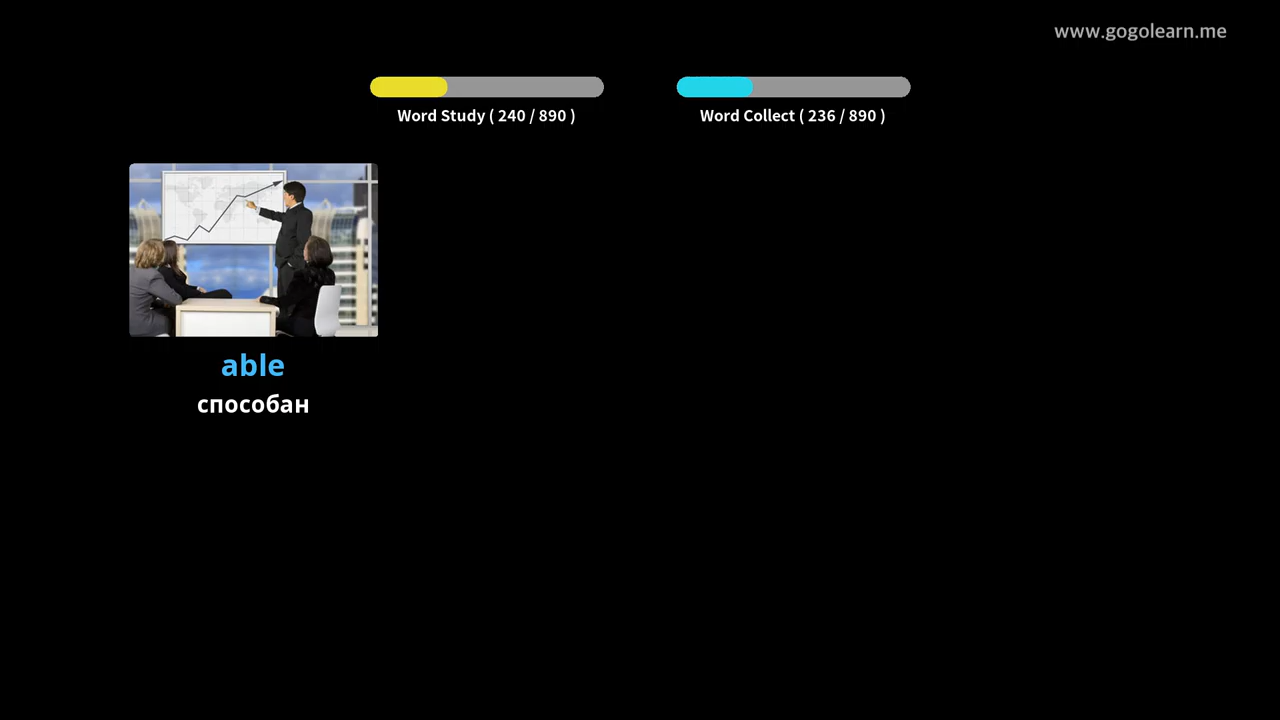 www.gogolearn.me
Word Study ( 240 / 890 )
Word Collect ( 236 / 890 )
able
способан